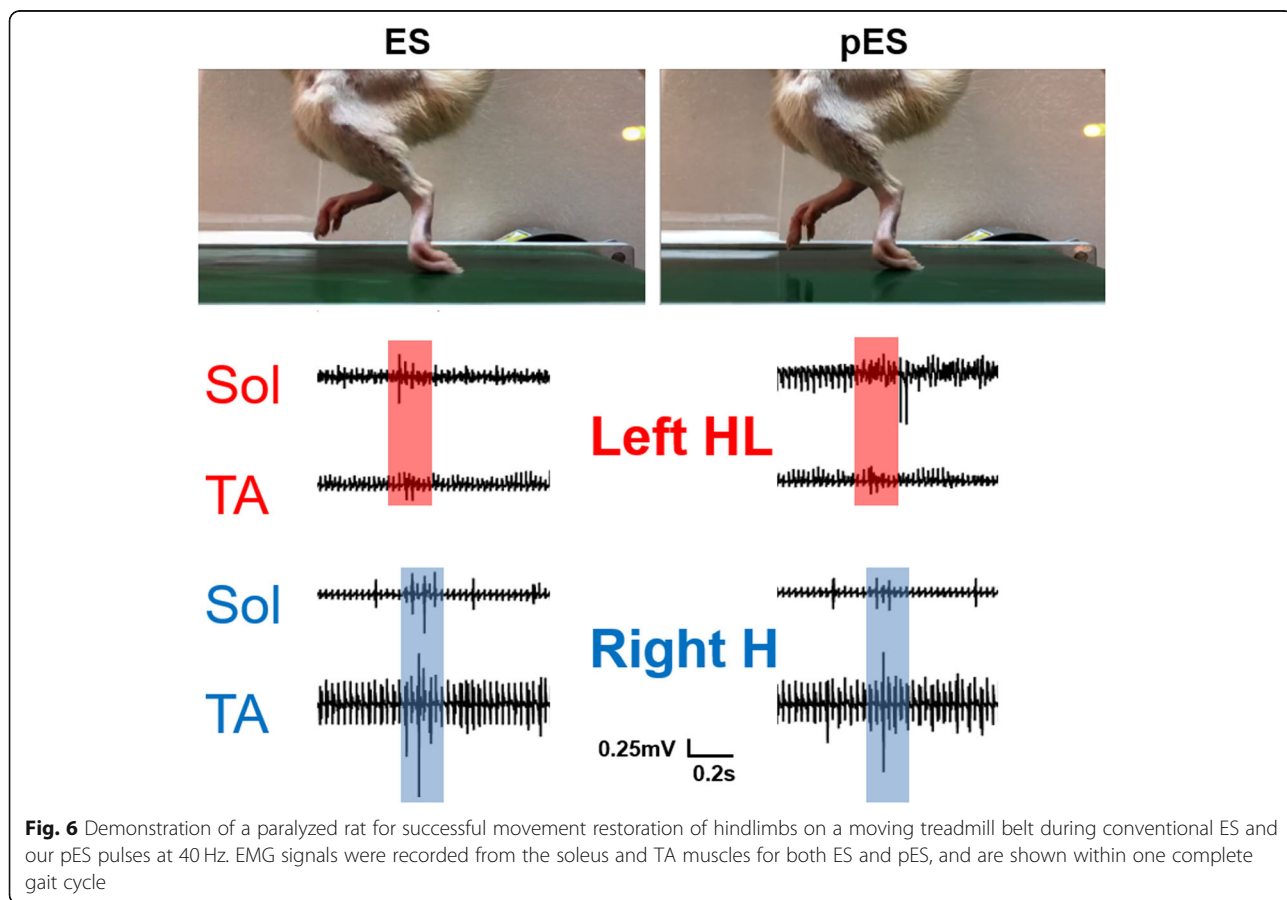 ES
pES
Sol
Left HL
TA
Sol
Right H
TA
0.25mV
0.2s
Fig. 6 Demonstration of a paralyzed rat for successful movement restoration of hindlimbs on a moving treadmill belt during conventional ES and
our pES pulses at 40 Hz. EMG signals were recorded from the soleus and TA muscles for both ES and pES, and are shown within one complete
gait cycle